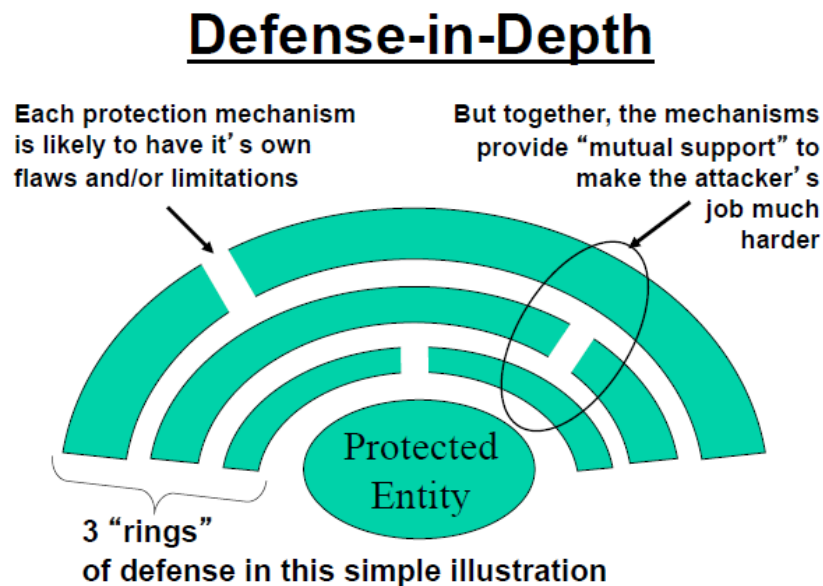 Defense-in-Depth
Each protection mechanism
is likely to have it’s own
flaws and/or limitations
But together, the mechanisms
provide “mutual support” to
make the attacker’s
job much
harder
Protected
Entity
3 “rings”
of defense in this simple illustration